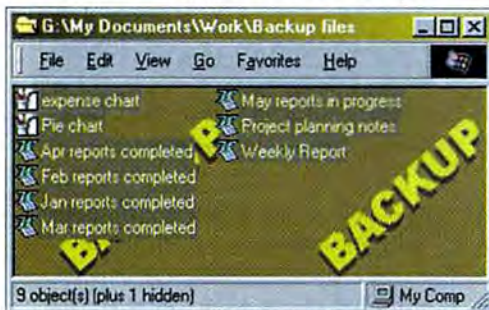 G:\My Documents\Work\Backup files
File Edit View Go Favorites Help
expense chart
Pie chart
Apr reports completed
Feb reports completed
Jan reports completed
Mar reports completed
May reports in progress
Project planning notes
Weekly Report
BACKUP
BACKUP
9 object(s) (plus 1 hidden) My Comp